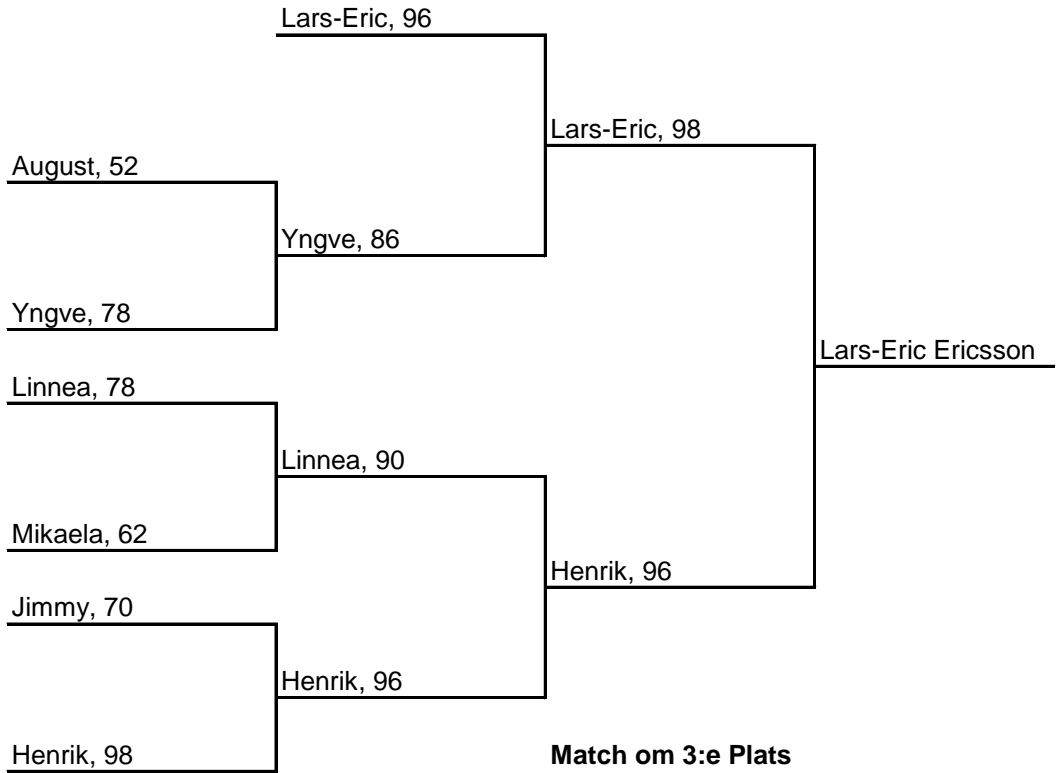 Lars-Eric, 96
Lars-Eric, 98
August, 52
Yngve, 86
Yngve, 78
Lars-Eric Ericsson
Linnea, 78
Linnea, 90
Mikaela, 62
Henrik, 96
Jimmy, 70
Henrik, 96
Henrik, 98
Match om 3:e Plats